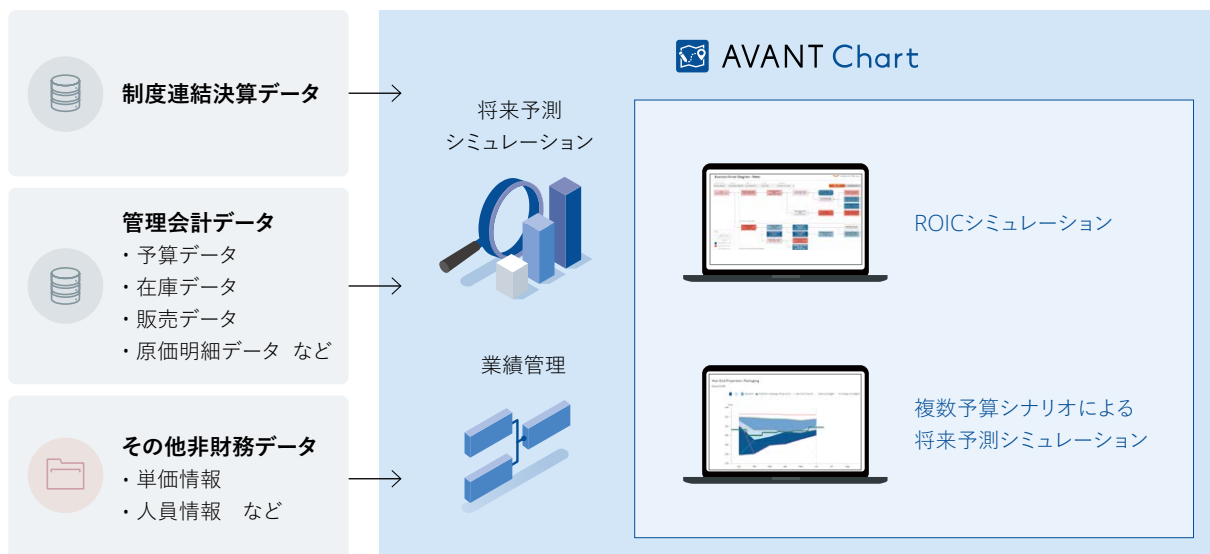 制度連結決算データ
管理会計データ
・予算データ
・在庫データ
・販売データ
・原価明細データ など
その他非財務データ
・単価情報
・人員情報 など
AVANT Chart
将来予測
シミュレーション
業績管理
ROICシミュレーション
複数予算シナリオによる
将来予測シミュレーション